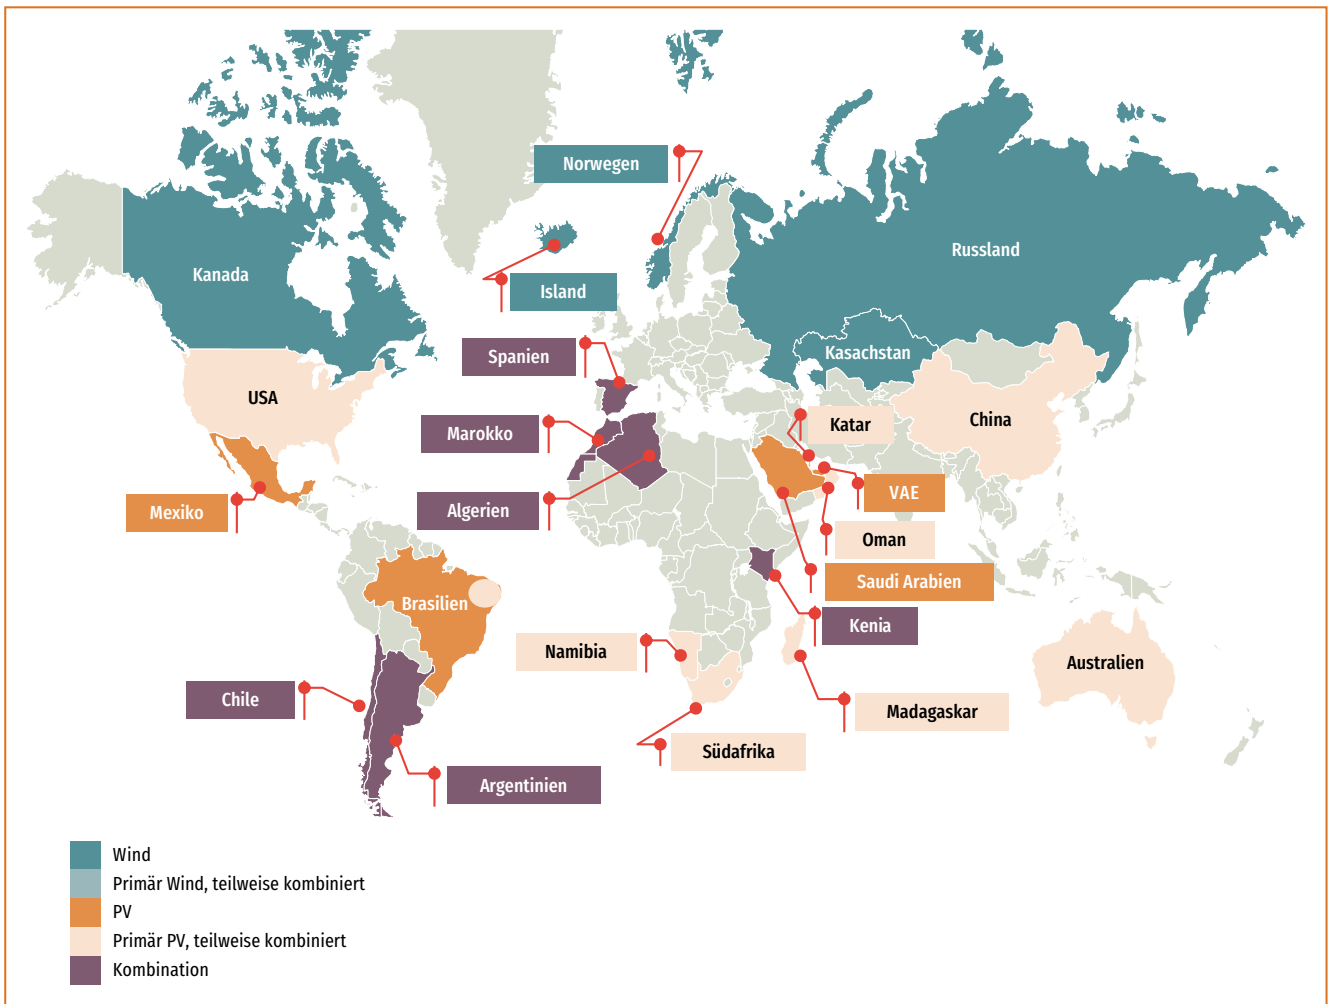 Norwegen
Russland
Kanada
Island
Spanien
Kasachstan
USA
Katar
China
Marokko
VAE
Mexiko
Algerien
Oman
Saudi Arabien
Brasilien
Kenia
Namibia
Australien
Chile
Madagaskar
Südafrika
Argentinien
Wind
Primär Wind, teilweise kombiniert
PV
Primär PV, teilweise kombiniert
Kombination